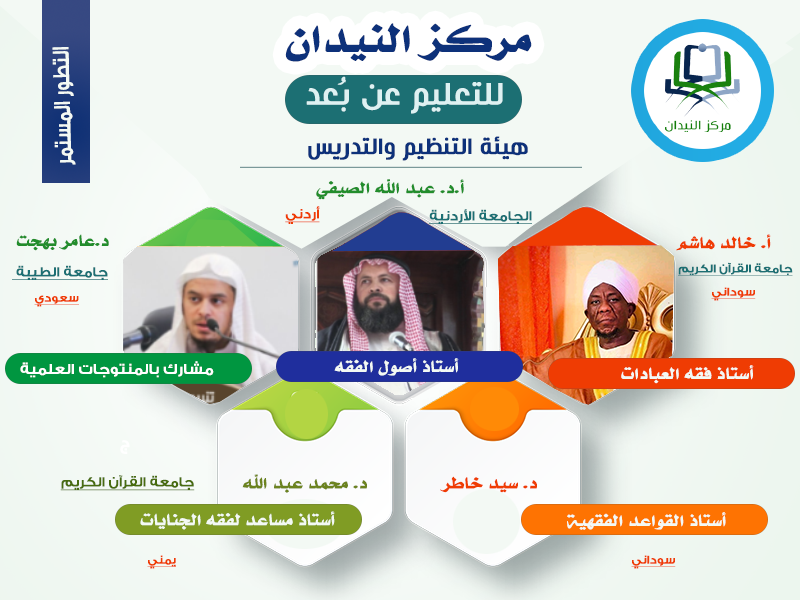 مركز النيدان
للتعليم عن بُعد
هيئة التنظيم والتدريس
التطور المستمر
مركز النيدان
أ.د. عبد الله الصيفي
الجامعة الأردنية
أردني
أ. خالد هاشم
جامعة القرآن الكريم
سوداني
د.عامر بهجت
جامعة الطيبة
سعودي
أستاذ فقه العبادات
أستاذ أصول الفقه
مشارك بالمنتوجات العلمية
د. سيد خاطر
أستاذ القواعد الفقهية
سوداني
د. محمد عبد الله
جامعة القرآن الكريم
أستاذ مساعد لفقه الجنايات
يمني